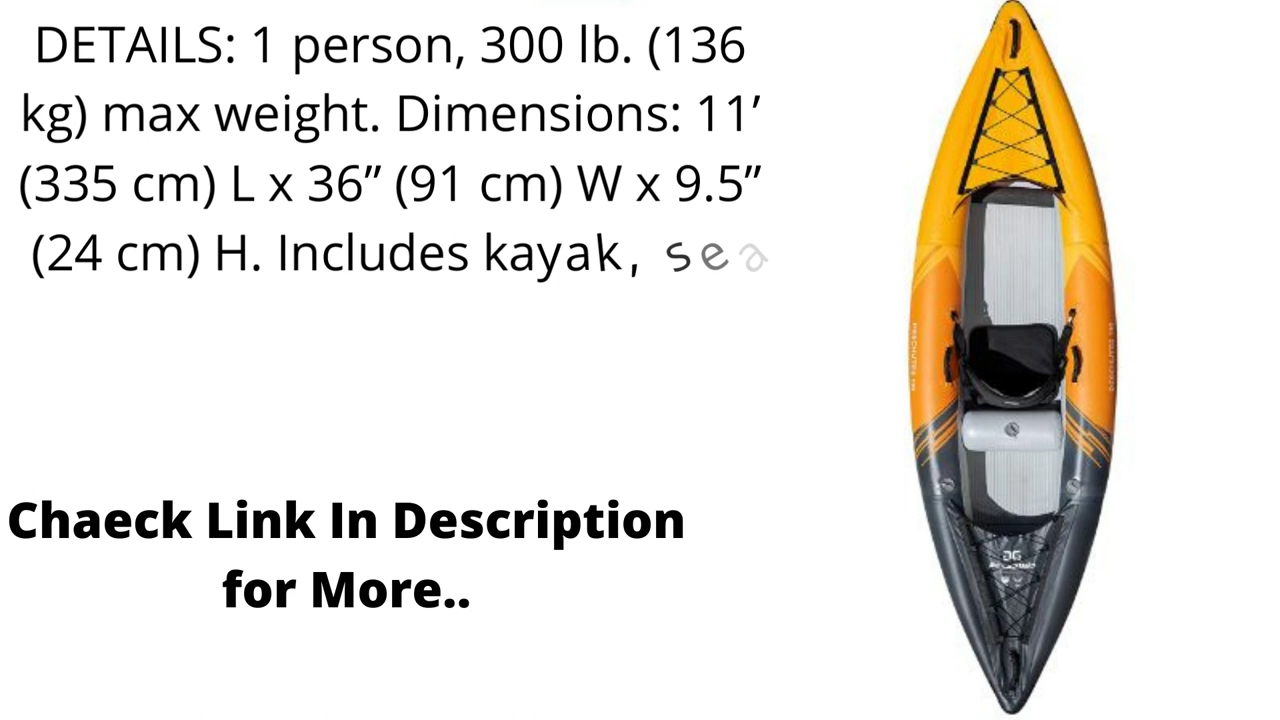 DETAILS: 1 person, 300 lb. (136
kg) max weight. Dimensions: 11’
(335 cm) L x 36” (91 cm) W x 9.5”
(24 cm) H. Includes kayak, sea
Chaeck Link In Description
for More..